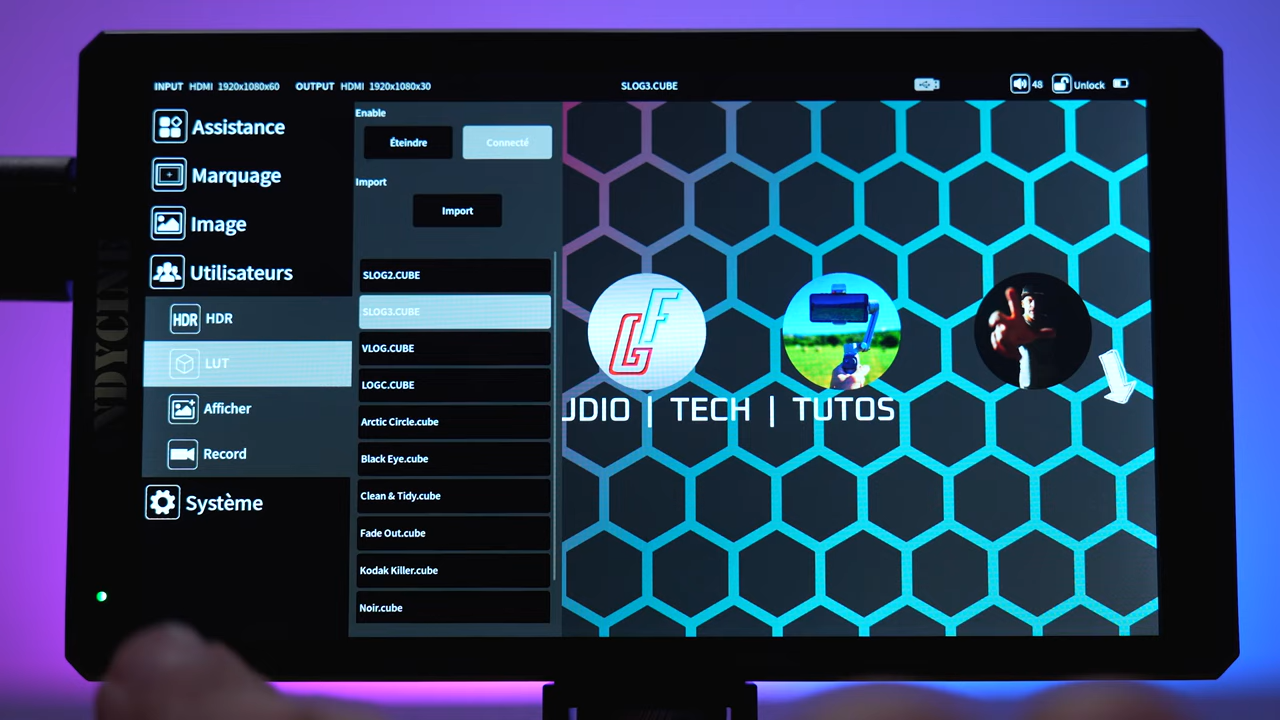 INPUT HDMI 1920x1080x60 OUTPUT HDMI 1920x1080x30 SLOG3.CUBE 48 Unlock
Assistance
Marquage
Image
Utilisateurs
HDR HDR
LUT
Afficher
Record
Système
Enable
Éteindre Connecté
Import
Import
SLOG2.CUBE
SLOG3.CUBE
VLOG.CUBE
LOGC.CUBE
Arctic Circle.cube
Black Eye.cube
Clean & Tidy.cube
Fade Out.cube
Kodak Killer.cube
Noir.cube
GF
UDIO | TECH | TUTOS
NDYCINE